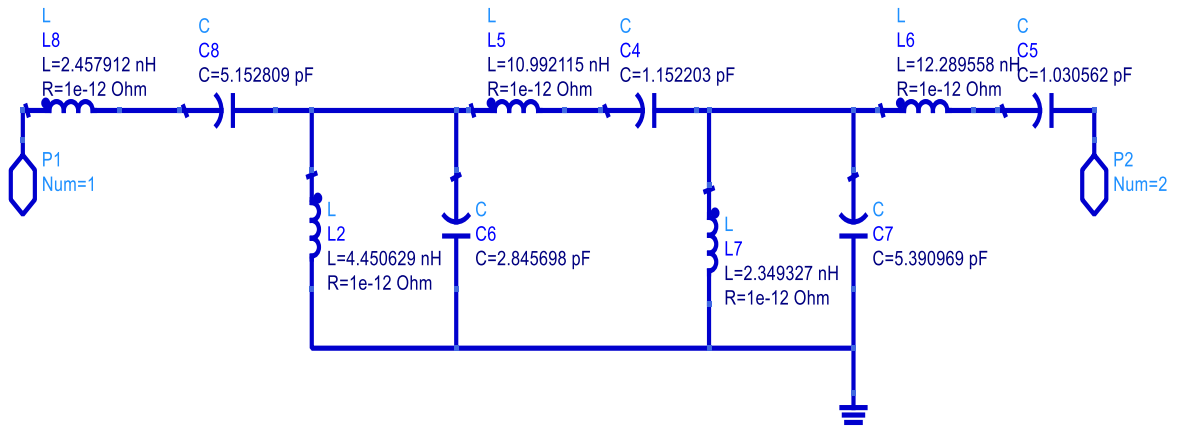 L
L8
L=2.457912 nH
R=1e-12 Ohm
C
C8
C=5.152809 pF
L
L5
L=10.992115 nH
R=1e-12 Ohm
C
C4
C=1.152203 pF
L
L6
L=12.289558 nH
R=1e-12 Ohm
C
C5
C=1.030562 pF
P1
Num=1
L
L2
L=4.450629 nH
R=1e-12 Ohm
C
C6
C=2.845698 pF
L
L7
L=2.349327 nH
R=1e-12 Ohm
C
C7
C=5.390969 pF
P2
Num=2